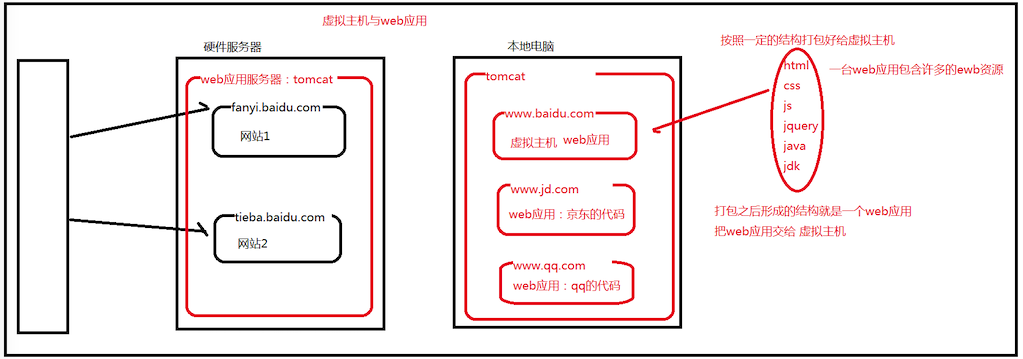 虚拟主机与web应用
硬件服务器
web应用服务器：tomcat
fanyi.baidu.com
网站1
tieba.baidu.com
网站2
本地电脑
tomcat
www.baidu.com
虚拟主机 web应用
www.jd.com
web应用：京东的代码
www.qq.com
web应用：qq的代码
按照一定的结构打包好给虚拟主机
html
css
js
jquery
java
jdk
一台web应用包含许多的ewb资源
打包之后形成的结构就是一个web应用
把web应用交给 虚拟主机